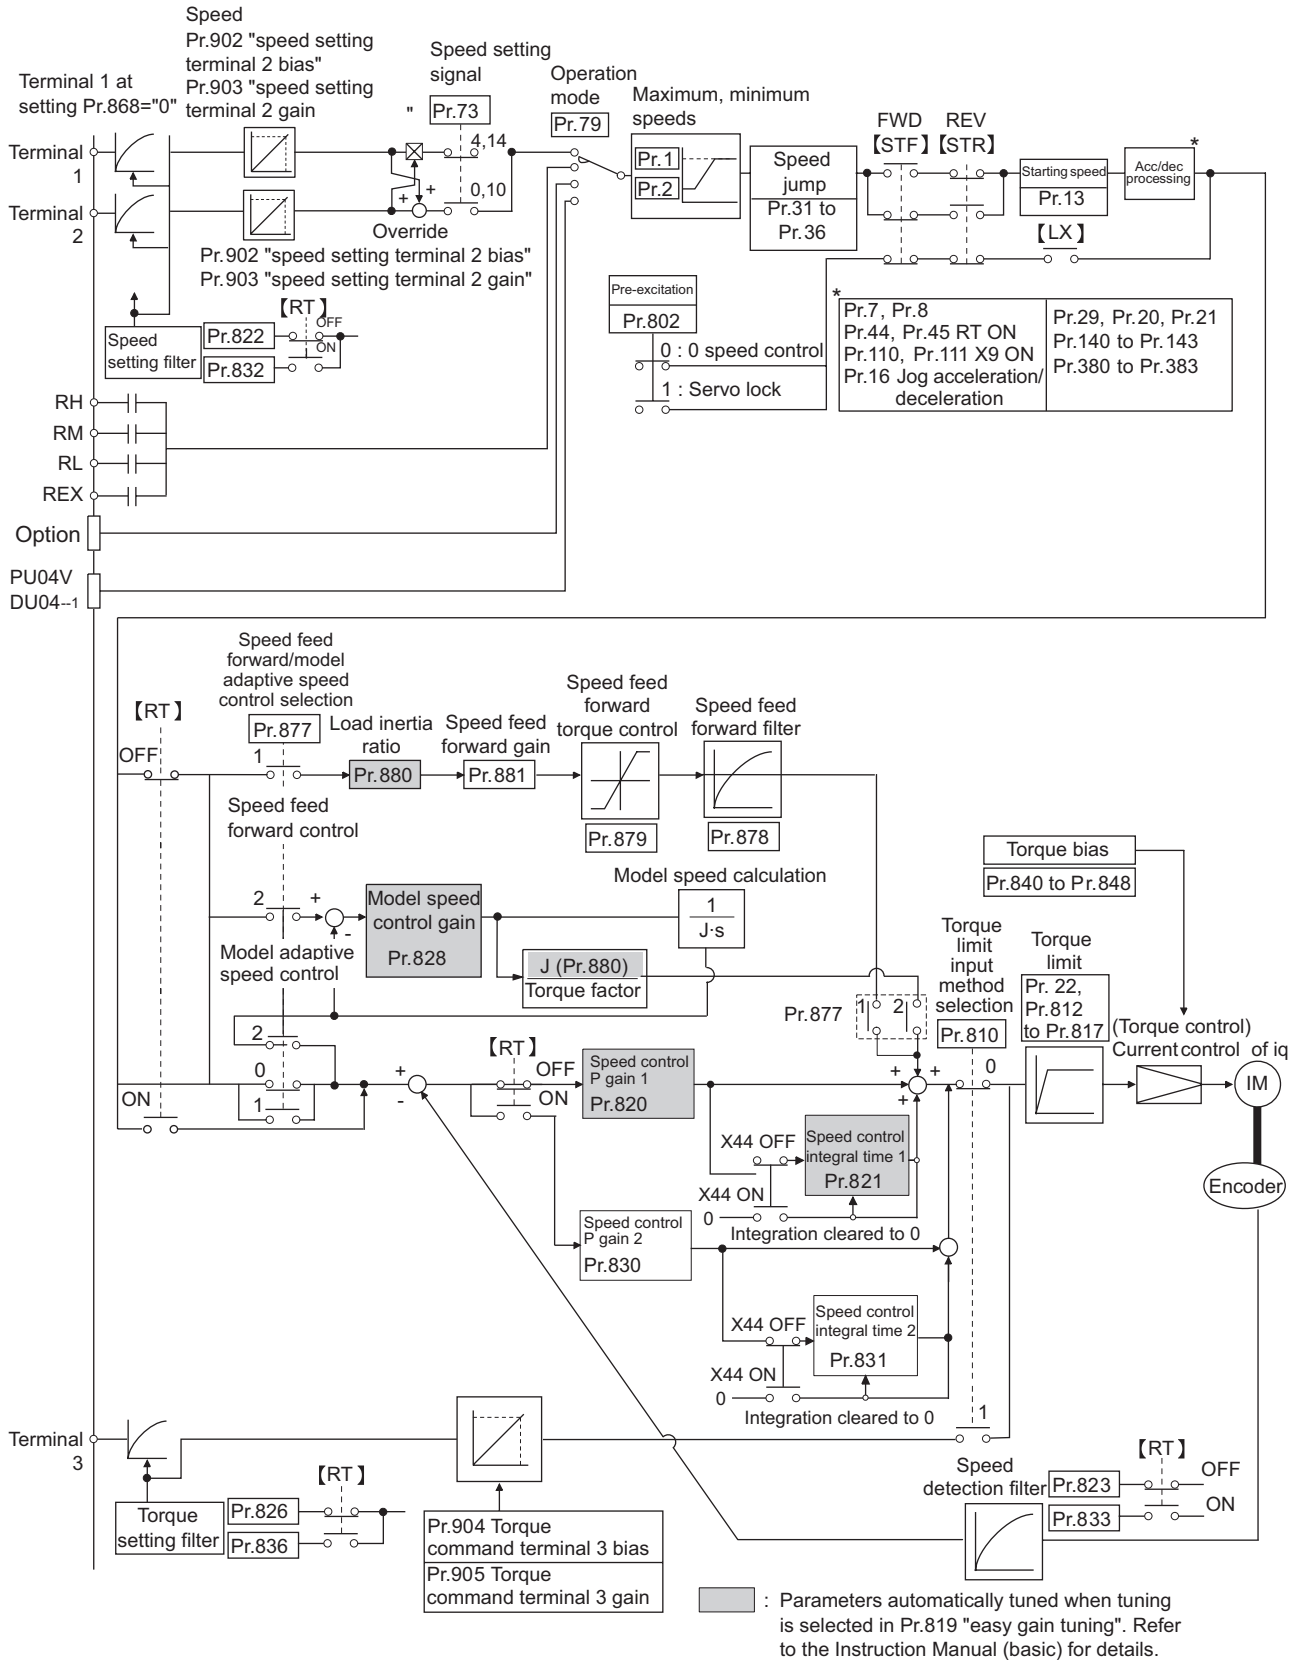 Speed
Pr.902 "speed setting
terminal 2 bias"
Pr.903 "speed setting
terminal 2 gain
"
Terminal 1 at
setting Pr.868="0"
Speed setting
signal
Pr.73
4,14
0,10
Operation
mode
Pr.79
Maximum, minimum
speeds
Pr.1
Pr.2
Speed
jump
Pr.31 to
Pr.36
FWD
【STF】
REV
【STR】
Starting speed
Pr.13
*
Acc/dec
processing
【LX】
Terminal
1
Terminal
2
+
+
Override
Pr.902 "speed setting terminal 2 bias"
Pr.903 "speed setting terminal 2 gain"
Speed
setting filter
Pr.822
Pr.832
【RT】
OFF
ON
Pre-excitation
Pr.802
0 : 0 speed control
1 : Servo lock
*
Pr.7, Pr.8
Pr.44, Pr.45 RT ON
Pr.110, Pr.111 X9 ON
Pr.16 Jog acceleration/
deceleration
Pr.29, Pr.20, Pr.21
Pr.140 to Pr.143
Pr.380 to Pr.383
RH
RM
RL
REX
Option
PU04V
DU04--1
Speed feed
forward/model
adaptive speed
control selection
Pr.877
【RT】
OFF
1
Load inertia
ratio
Pr.880
Speed feed
forward gain
Pr.881
Speed feed
forward
torque control
Pr.879
Speed feed
forward filter
Pr.878
Speed feed
forward control
2
+
-
Model adaptive
speed control
Model speed
control gain
Pr.828
Model speed calculation
1
J·s
J (Pr.880)
Torque factor
Torque bias
Pr.840 to Pr.848
Pr.877
1
2
Torque
limit
input
method
selection
Pr.810
0
Torque
limit
Pr. 22,
Pr.812
to Pr.817
(Torque control)
Current control of iq
IM
Encoder
2
0
1
ON
+
-
【RT】
OFF
ON
Speed control
P gain 1
Pr.820
+
+
+
X44 OFF
X44 ON
0
Speed control
integral time 1
Pr.821
Integration cleared to 0
Speed control
P gain 2
Pr.830
X44 OFF
X44 ON
0
Speed control
integral time 2
Pr.831
Integration cleared to 0
1
Terminal
3
Torque
setting filter
Pr.826
Pr.836
【RT】
Pr.904 Torque
command terminal 3 bias
Pr.905 Torque
command terminal 3 gain
Speed
detection filter
Pr.823
Pr.833
【RT】
OFF
ON
: Parameters automatically tuned when tuning
is selected in Pr.819 "easy gain tuning". Refer
to the Instruction Manual (basic) for details.